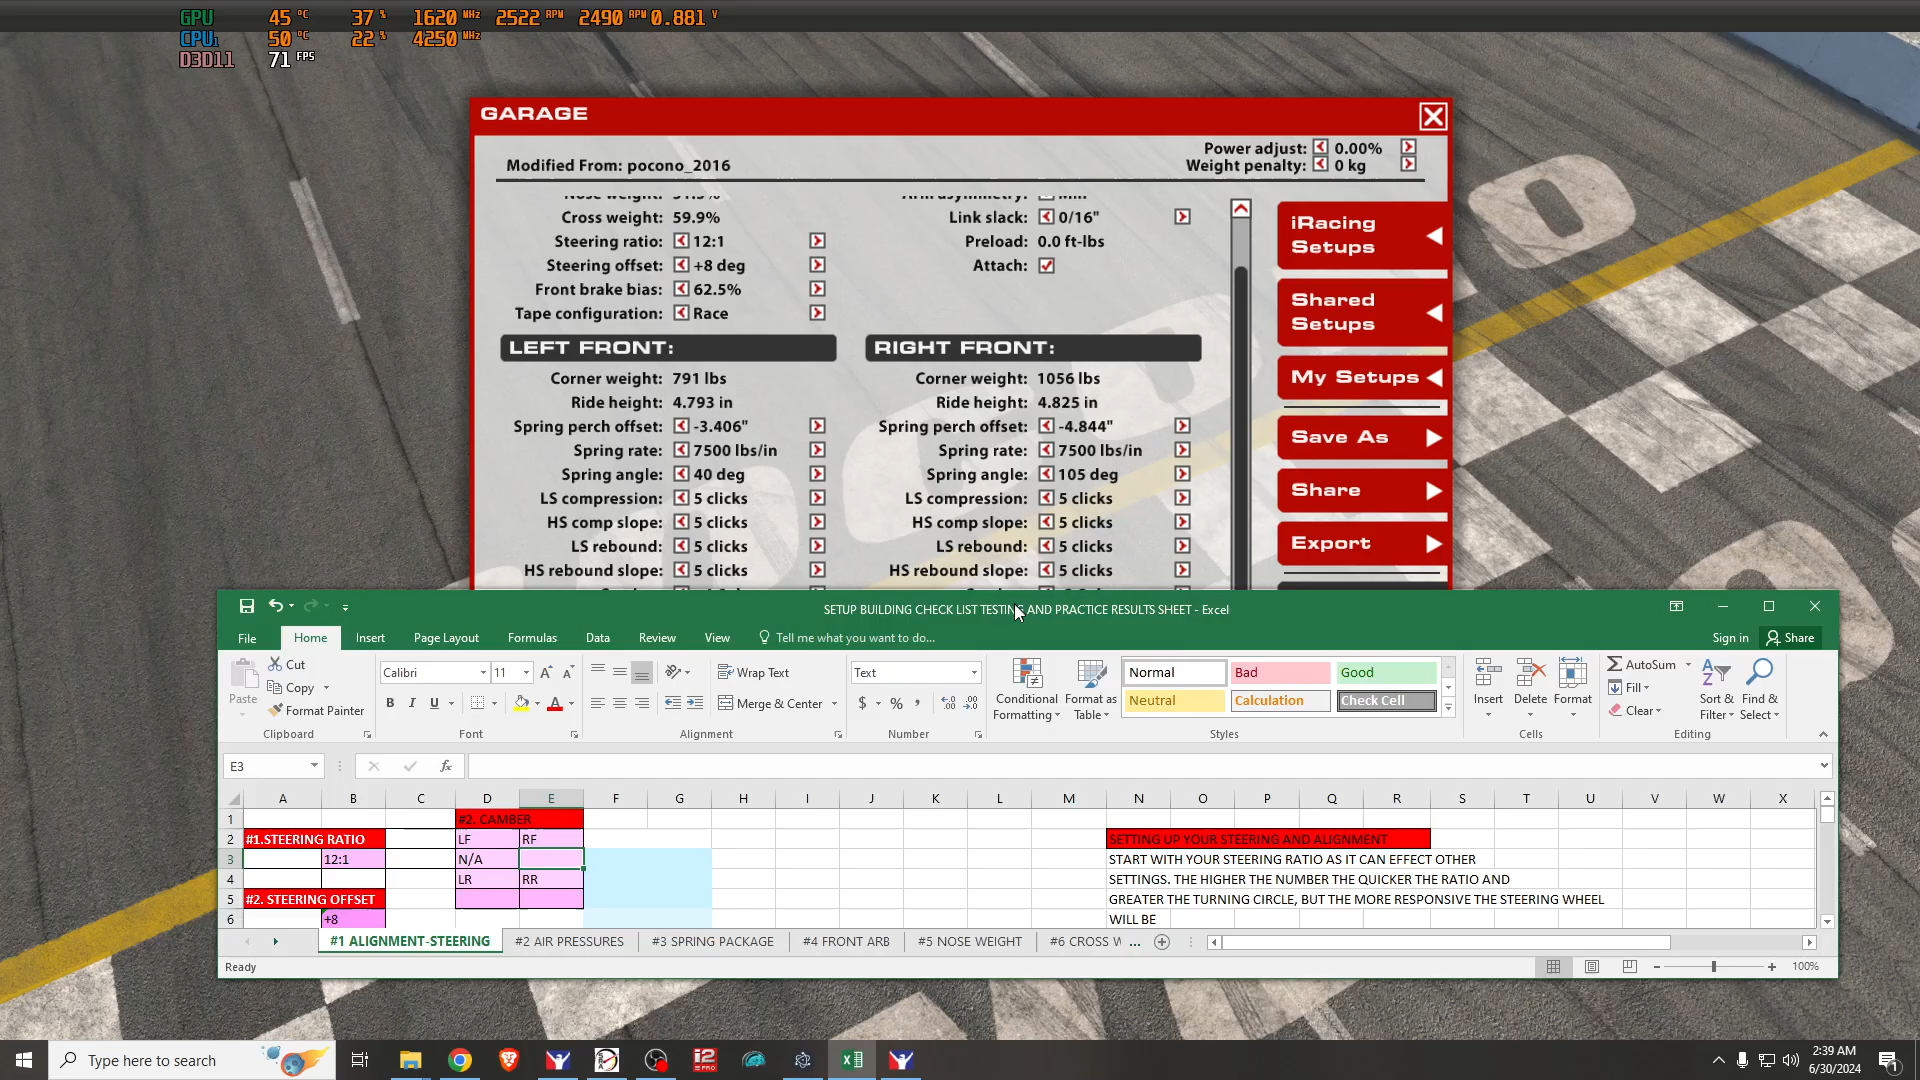 GPU 45 °C 37 % 1620 MHz 2522 RPM 2490 RPM 0.881 V
CPU1 50 °C 22 % 4250 MHz
D3D11 71 FPS
GARAGE
Modified From: pocono_2016
Power adjust: 0.00%
Weight penalty: 0 kg
Cross weight: 59.9%
Steering ratio: 12:1
Steering offset: +8 deg
Front brake bias: 62.5%
Tape configuration: Race
Link slack: 0/16"
Preload: 0.0 ft-lbs
Attach:
LEFT FRONT:
Corner weight: 791 lbs
Ride height: 4.793 in
Spring perch offset: -3.406"
Spring rate: 7500 lbs/in
Spring angle: 40 deg
LS compression: 5 clicks
HS comp slope: 5 clicks
LS rebound: 5 clicks
HS rebound slope: 5 clicks
RIGHT FRONT:
Corner weight: 1056 lbs
Ride height: 4.825 in
Spring perch offset: -4.844"
Spring rate: 7500 lbs/in
Spring angle: 105 deg
LS compression: 5 clicks
HS comp slope: 5 clicks
LS rebound: 5 clicks
HS rebound slope: 5 clicks
iRacing
Setups
Shared
Setups
My Setups
Save As
Share
Export
SETUP BUILDING CHECK LIST TESTING AND PRACTICE RESULTS SHEET - Excel
File Home Insert Page Layout Formulas Data Review View Tell me what you want to do... Sign in Share
Paste
Cut
Copy
Format Painter
Clipboard
Calibri 11
B I U
Font
Wrap Text
Merge & Center
Alignment
Text
$ % ,
Number
Conditional
Formatting
Format as
Table
Normal Bad Good
Neutral Calculation Check Cell
Styles
Insert Delete Format
Cells
AutoSum
Fill
Clear
Sort &
Filter
Find &
Select
Editing
E3 fx
A B C D E F G H I J K L M N O P Q R S T U V W X
1 #2. CAMBER
2 #1.STEERING RATIO LF RF SETTING UP YOUR STEERING AND ALIGNMENT
3 12:1 N/A START WITH YOUR STEERING RATIO AS IT CAN EFFECT OTHER
4 LR RR SETTINGS. THE HIGHER THE NUMBER THE QUICKER THE RATIO AND
5 #2. STEERING OFFSET GREATER THE TURNING CIRCLE, BUT THE MORE RESPONSIVE THE STEERING WHEEL
6 +8 WILL BE
#1 ALIGNMENT-STEERING #2 AIR PRESSURES #3 SPRING PACKAGE #4 FRONT ARB #5 NOSE WEIGHT #6 CROSS W ...
Ready 100%
Type here to search
i2 PRO
2:39 AM
6/30/2024
1